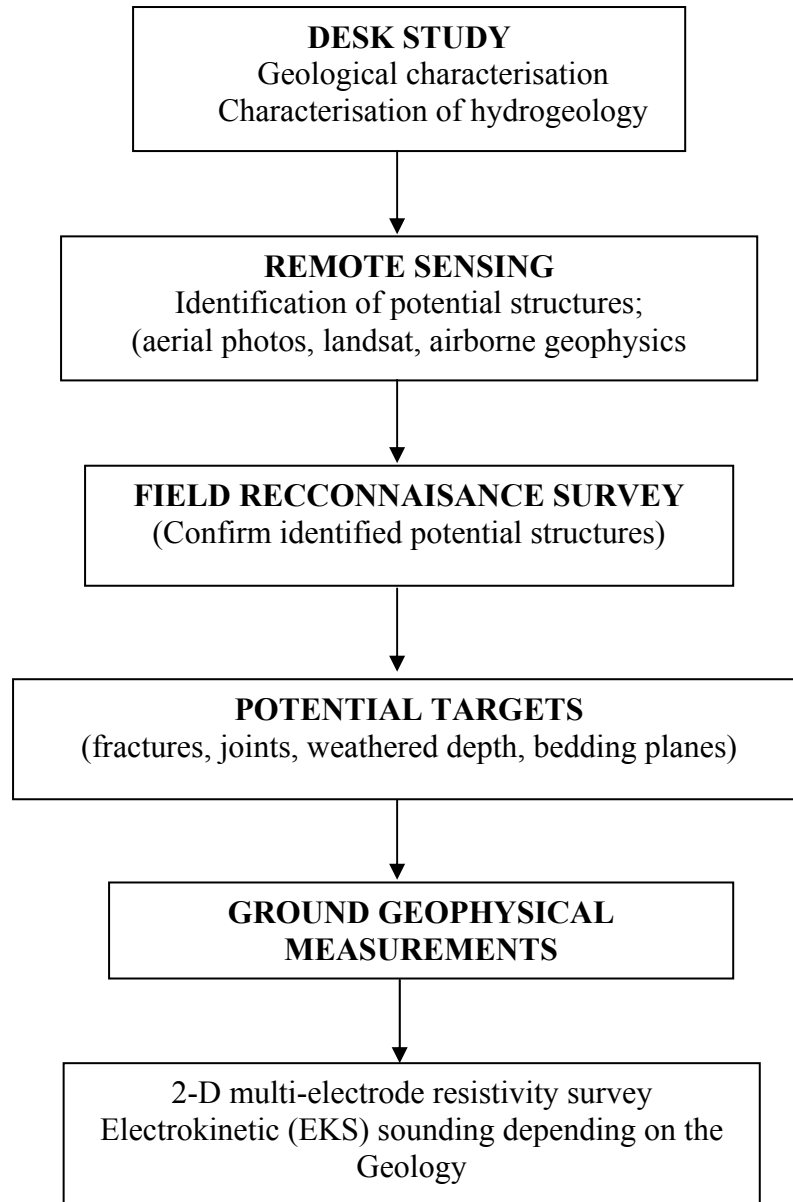 DESK STUDY
Geological characterisation
Characterisation of hydrogeology
REMOTE SENSING
Identification of potential structures;
(aerial photos, landsat, airborne geophysics
FIELD RECCONNAISANCE SURVEY
(Confirm identified potential structures)
POTENTIAL TARGETS
(fractures, joints, weathered depth, bedding planes)
GROUND GEOPHYSICAL
MEASUREMENTS
2-D multi-electrode resistivity survey
Electrokinetic (EKS) sounding depending on the
Geology